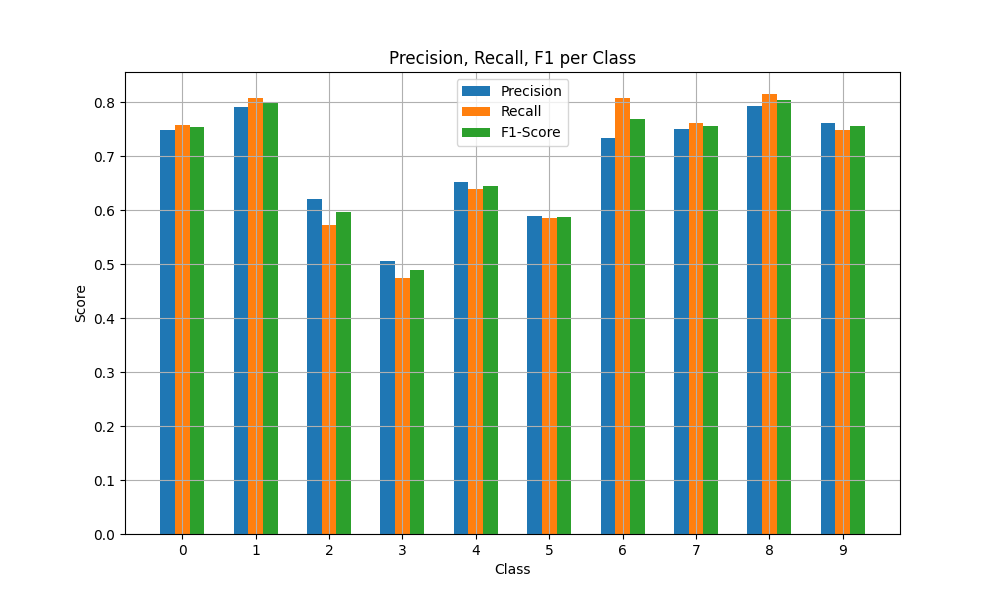 Precision, Recall, F1 per Class
Precision
Recall
F1-Score
Score
0.8
0.7
0.6
0.5
0.4
0.3
0.2
0.1
0.0
0 1 2 3 4 5 6 7 8 9
Class